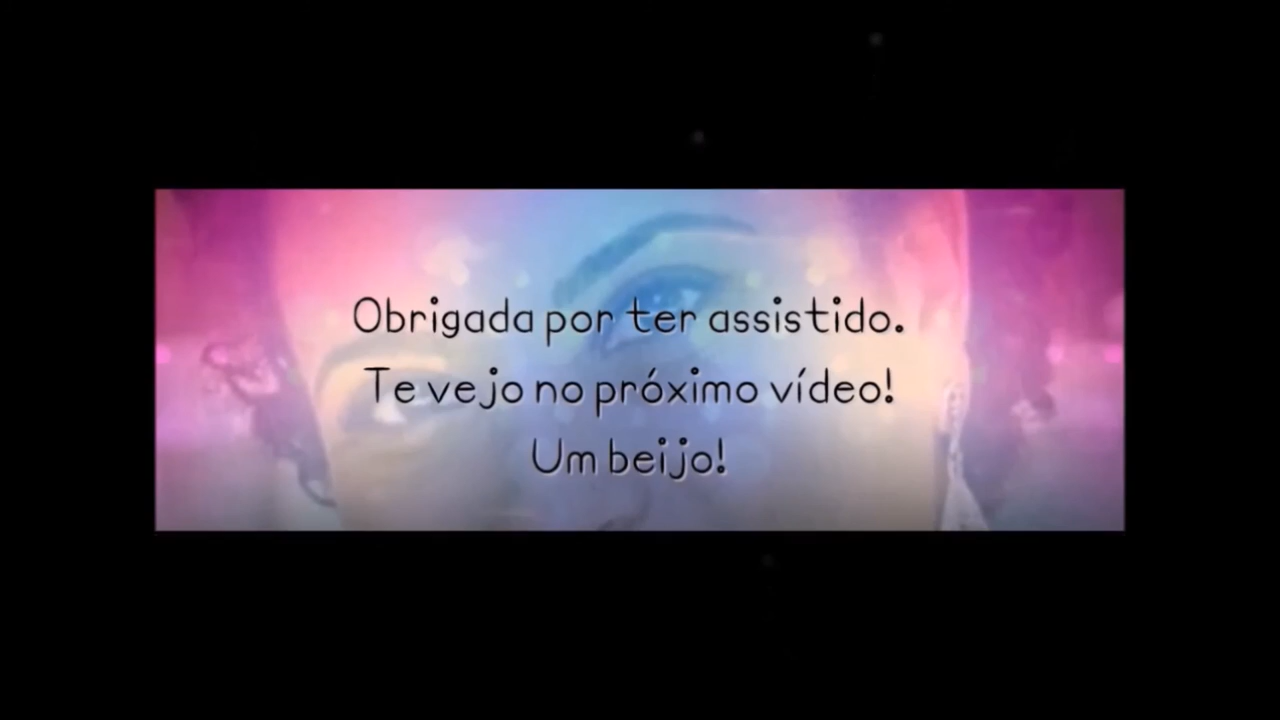 Obrigada por ter assistido.
Te vejo no próximo vídeo!
Um beijo!